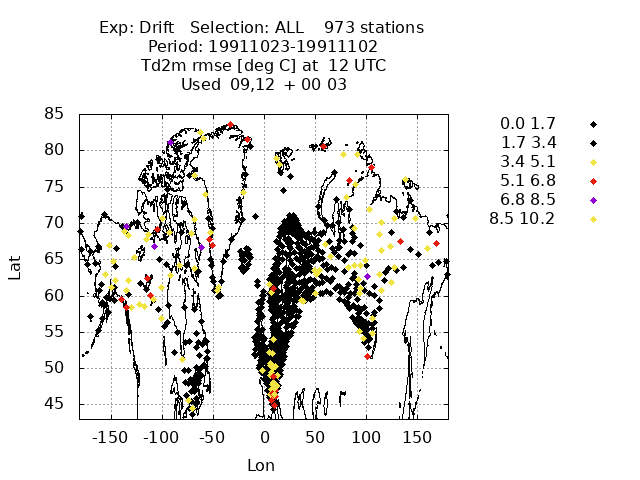 Exp: Drift   Selection: ALL    973 stations
Period: 19911023-19911102
Td2m rmse [deg C] at  12 UTC
Used  09,12  + 00 03
85
80
75
70
65
60
55
50
45
Lat
-150 -100 -50 0 50 100 150
Lon
0.0 1.7
1.7 3.4
3.4 5.1
5.1 6.8
6.8 8.5
8.5 10.2